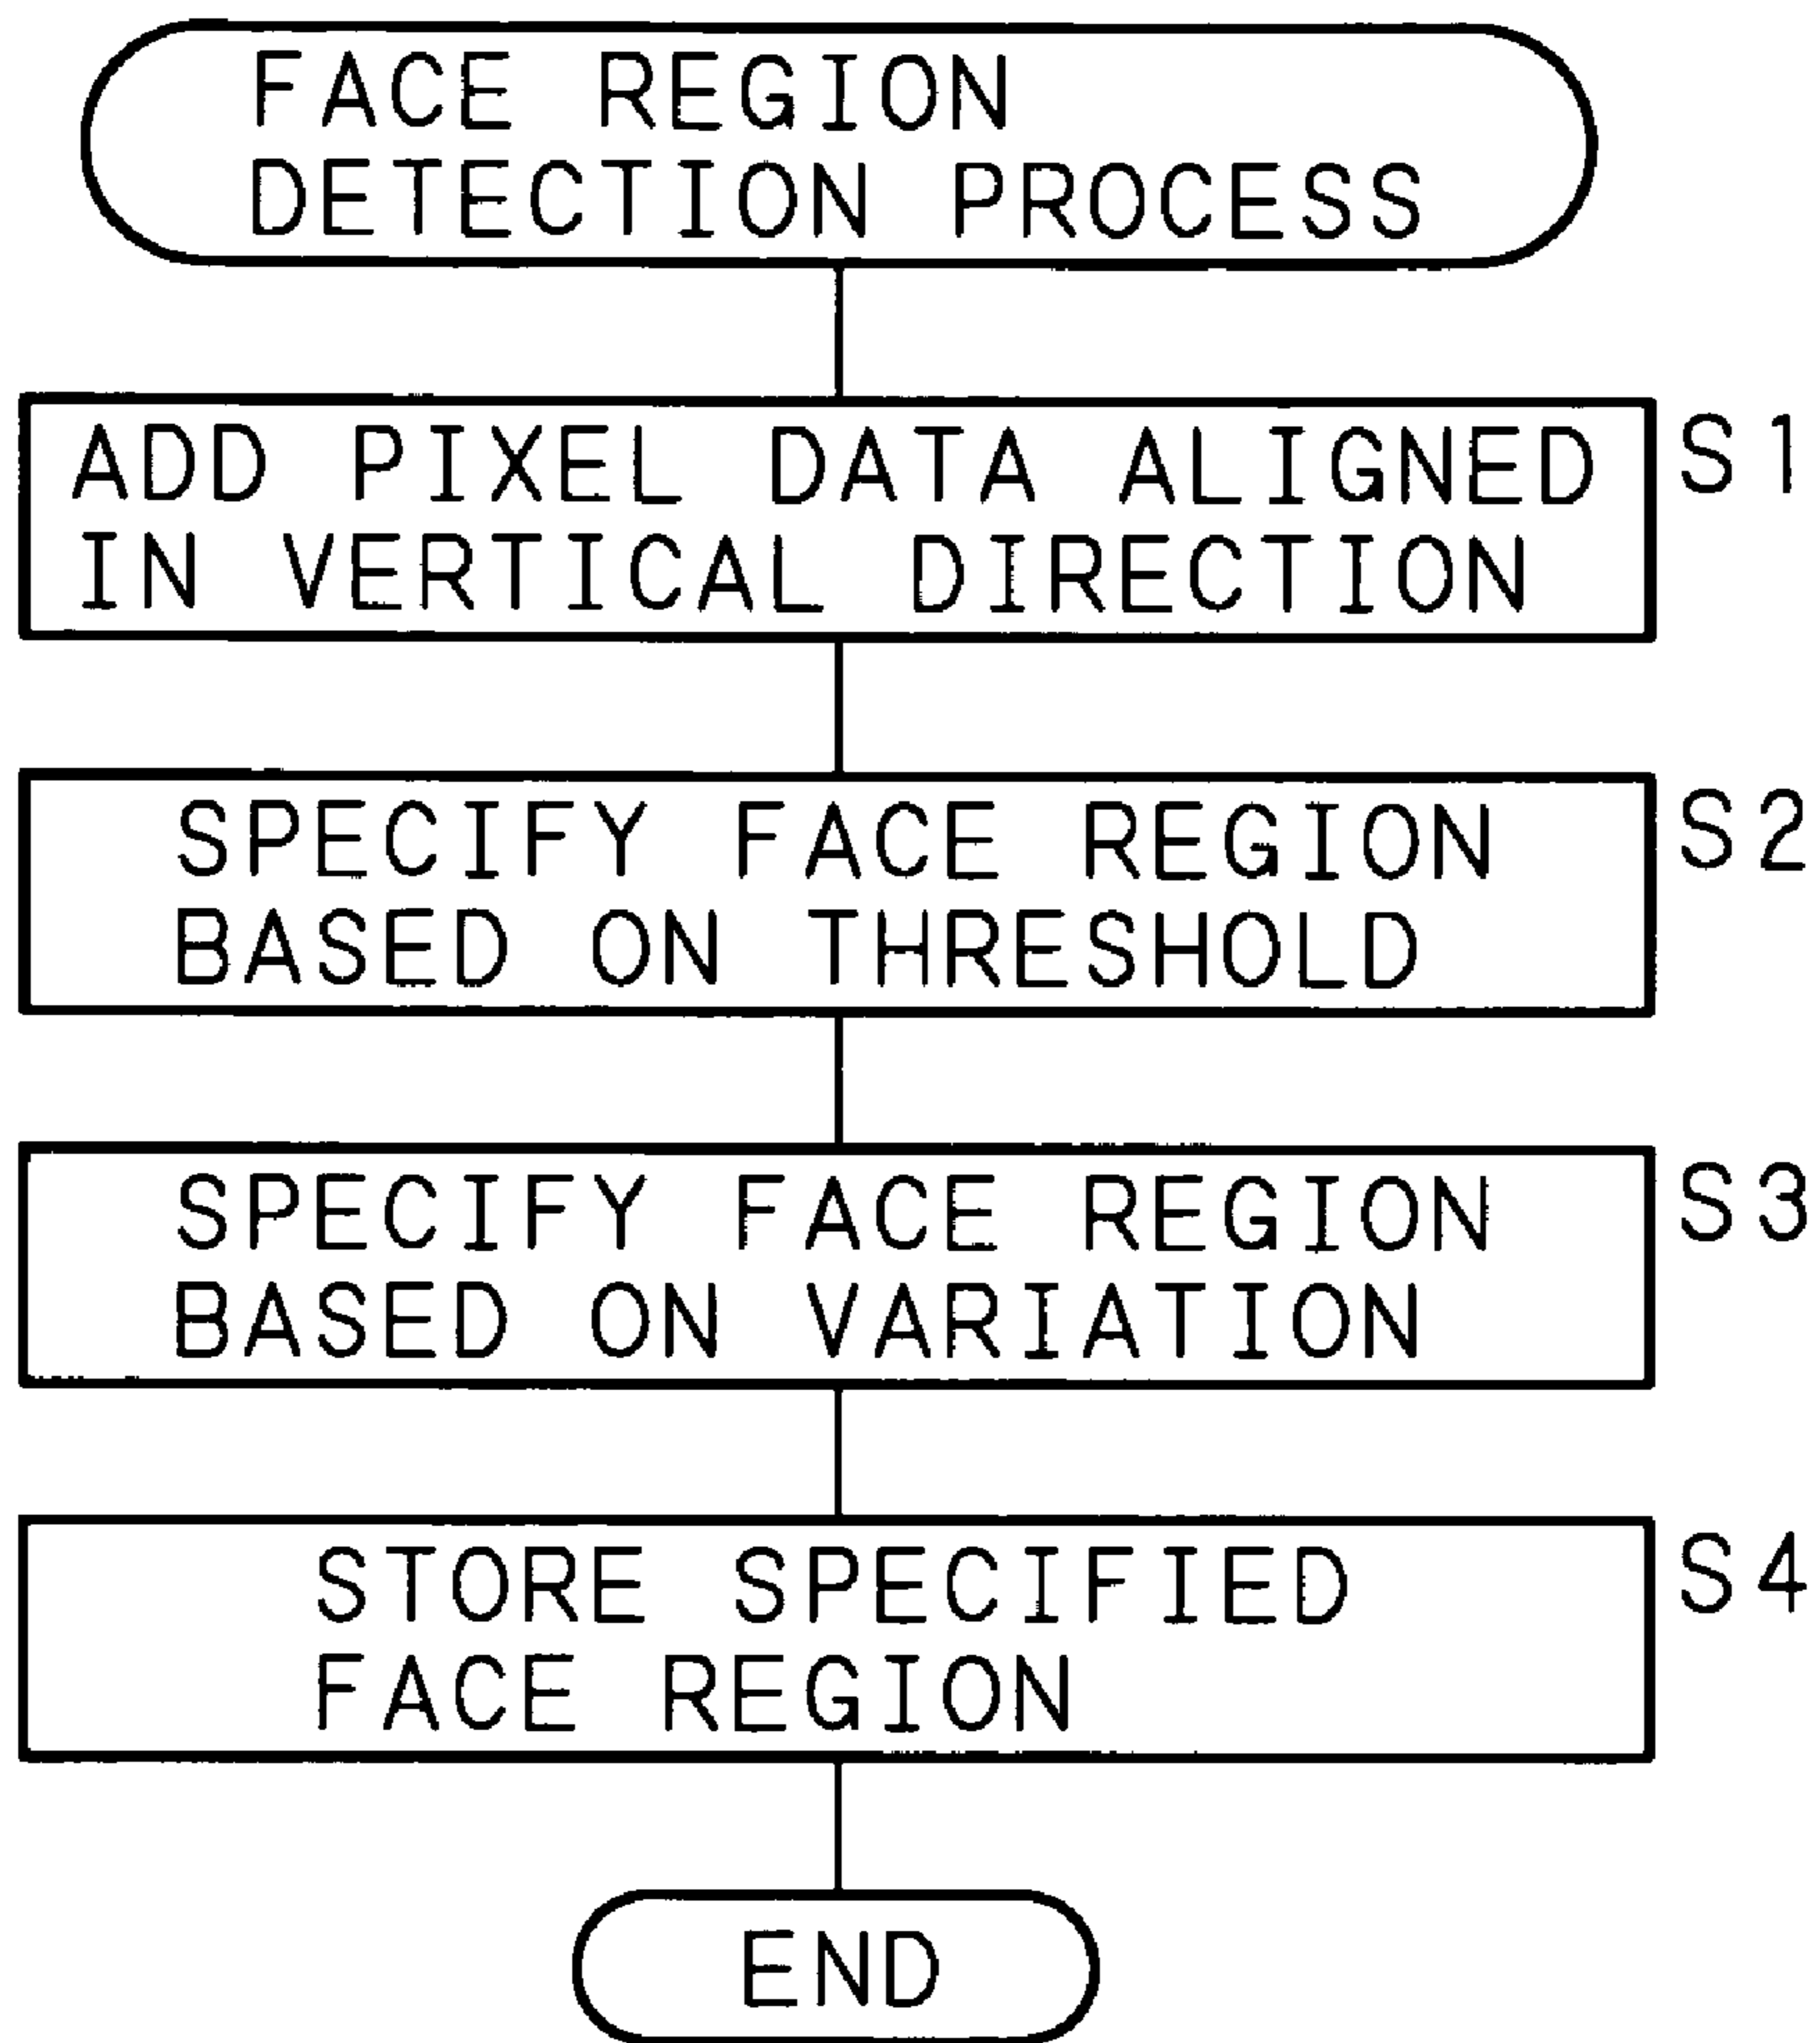 FACE REGION
DETECTION PROCESS
ADD PIXEL DATA ALIGNED
IN VERTICAL DIRECTION
S1
SPECIFY FACE REGION
BASED ON THRESHOLD
S2
SPECIFY FACE REGION
BASED ON VARIATION
S3
STORE SPECIFIED
FACE REGION
S4
END